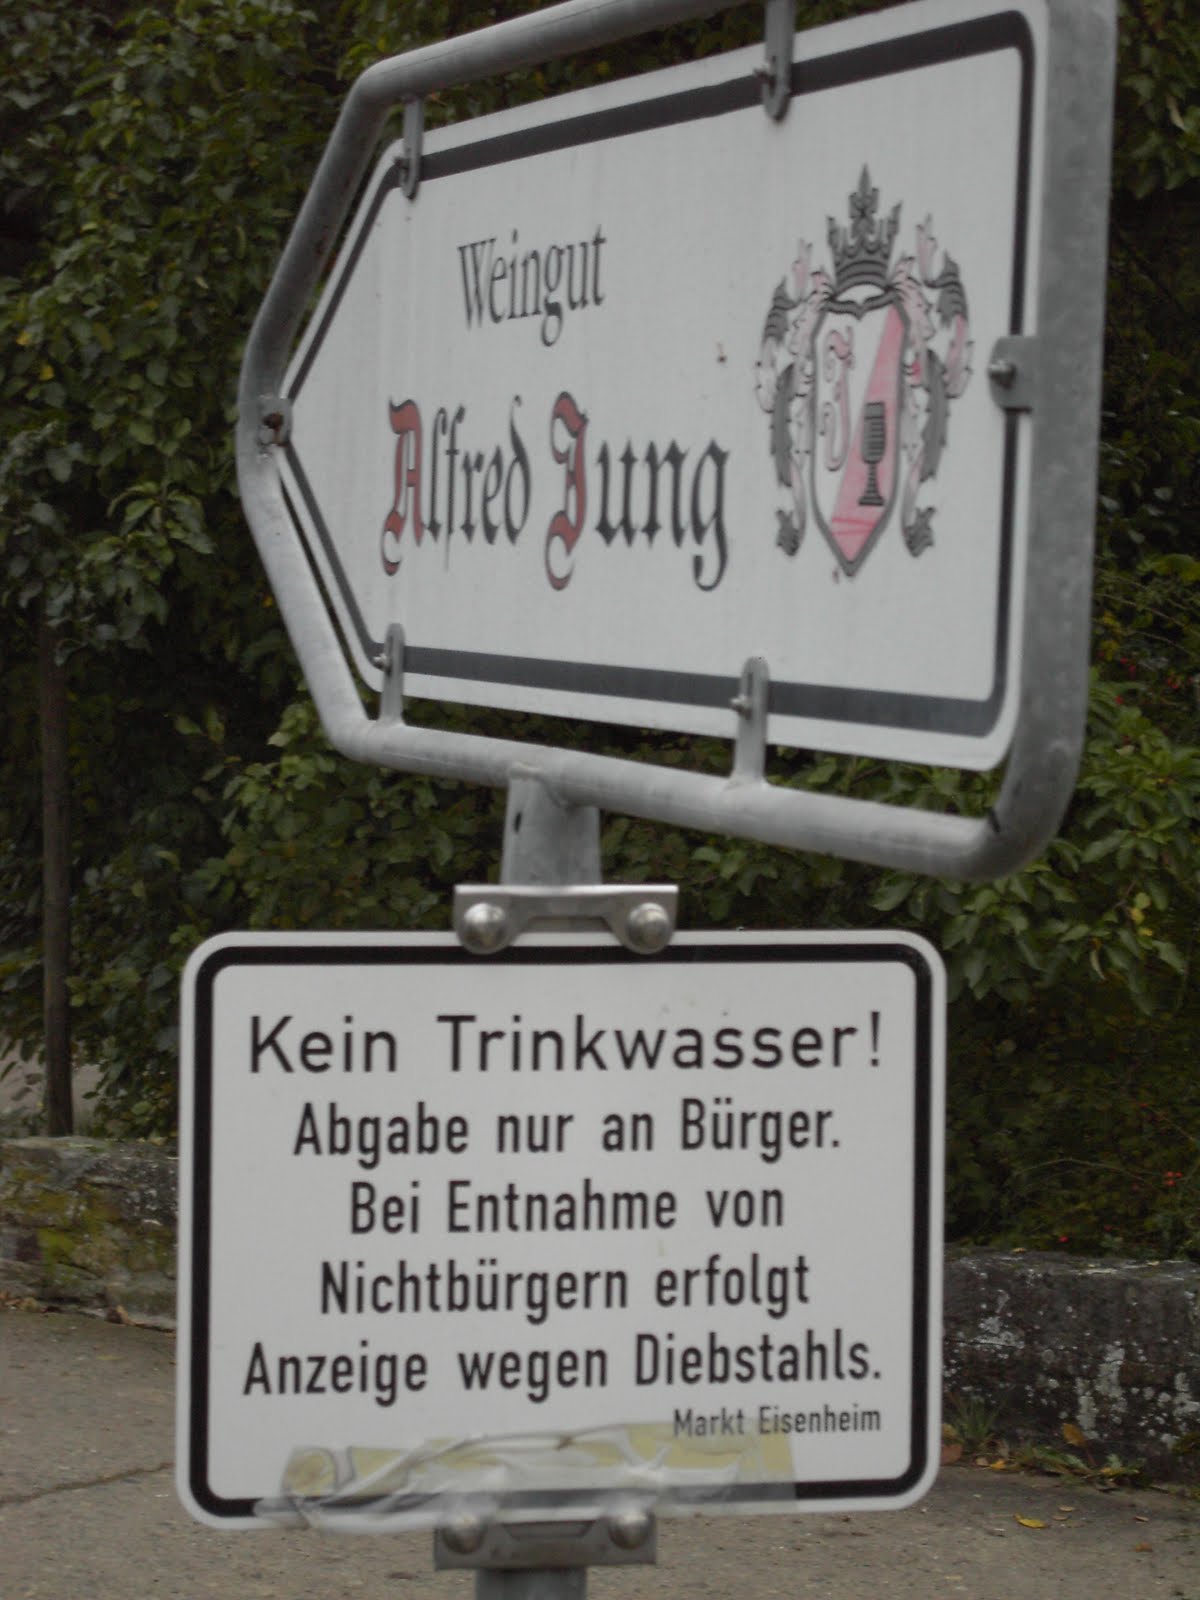 Weingut
Alfred Jung
J
Kein Trinkwasser!
Abgabe nur an Bürger.
Bei Entnahme von
Nichtbürgern erfolgt
Anzeige wegen Diebstahls.
Markt Eisenheim